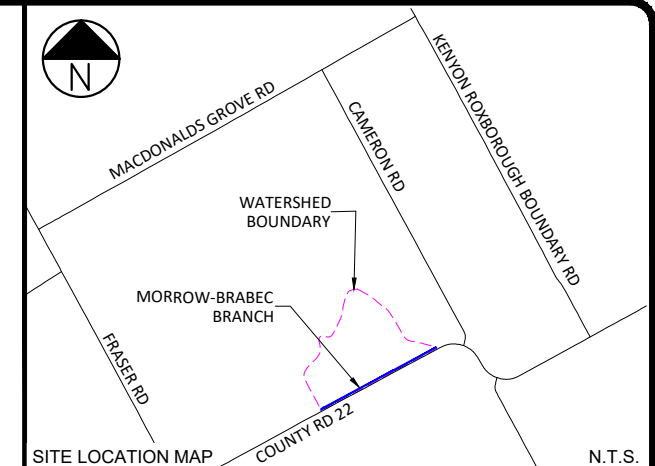 N
MACDONALDS GROVE RD
KENYON ROXBOROUGH BOUNDARY RD
CAMERON RD
WATERSHED
BOUNDARY
MORROW-BRABEC
BRANCH
FRASER RD
COUNTY RD 22
SITE LOCATION MAP
N.T.S.